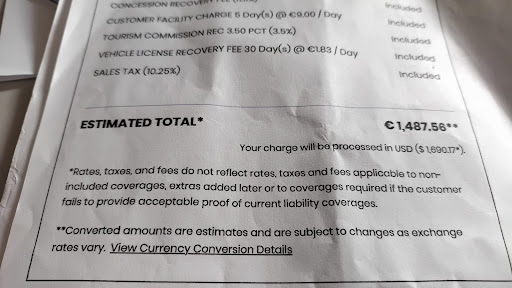 CONCESSION RECOVERY FEE
Included
CUSTOMER FACILITY CHARGE 5 Day(s) @ €9.00 / Day
Included
TOURISM COMMISSION REC 3.50 PCT (3.5%)
Included
VEHICLE LICENSE RECOVERY FEE 30 Day(s) @ €1.83 / Day
Included
SALES TAX (10.25%)
Included
ESTIMATED TOTAL*
€ 1,487.56**
Your charge will be processed in USD ($ 1,690.17*).
*Rates, taxes, and fees do not reflect rates, taxes and fees applicable to non-
included coverages, extras added later or to coverages required if the customer
fails to provide acceptable proof of current liability coverages.
**Converted amounts are estimates and are subject to changes as exchange
rates vary. View Currency Conversion Details